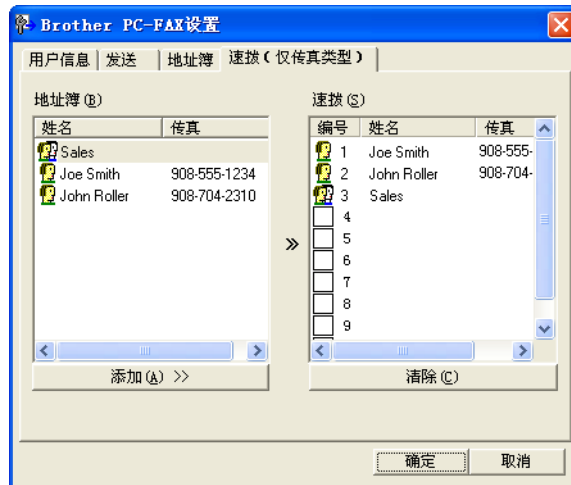 Brother PC-FAX设置
用户信息 发送 地址簿 速拨(仅传真类型)
地址簿(B) 速拨(S)
姓名 传真 编号 姓名 传真
Sales 1 Joe Smith 908-555-
Joe Smith 908-555-1234 2 John Roller 908-704-
John Roller 908-704-2310 3 Sales
4
5
»
6
7
8
9
添加(A) >> 清除(C)
确定 取消